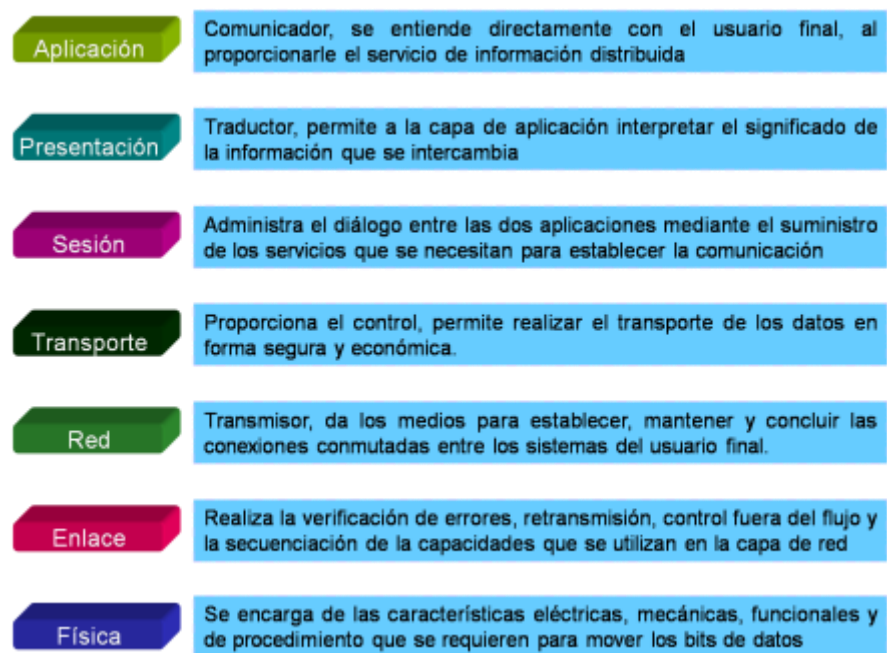 Aplicación
Comunicador, se entiende directamente con el usuario final, al
proporcionarle el servicio de información distribuida
Presentación
Traductor, permite a la capa de aplicación interpretar el significado de
la información que se intercambia
Sesión
Administra el diálogo entre las dos aplicaciones mediante el suministro
de los servicios que se necesitan para establecer la comunicación
Transporte
Proporciona el control, permite realizar el transporte de los datos en
forma segura y económica.
Red
Transmisor, da los medios para establecer, mantener y concluir las
conexiones conmutadas entre los sistemas del usuario final.
Enlace
Realiza la verificación de errores, retransmisión, control fuera del flujo y
la secuenciación de la capacidades que se utilizan en la capa de red
Física
Se encarga de las características eléctricas, mecánicas, funcionales y
de procedimiento que se requieren para mover los bits de datos